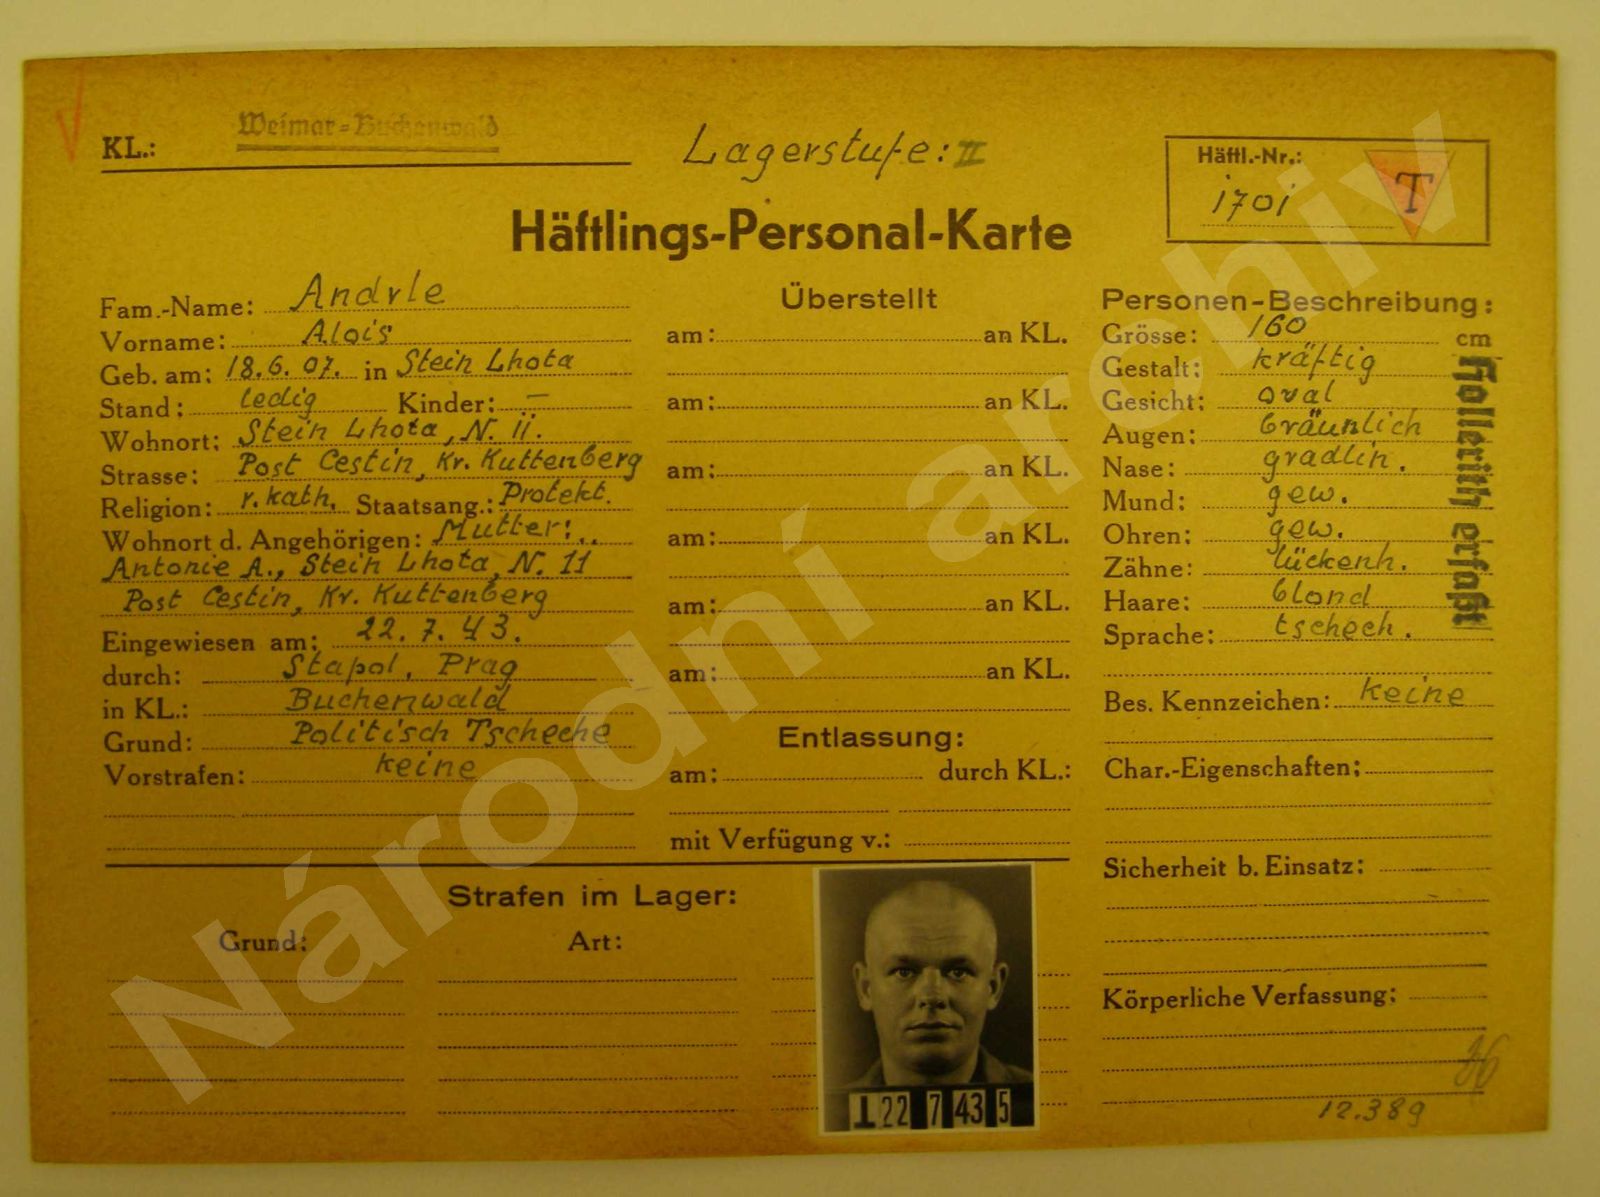 KL.: Weimar-Buchenwald
Lagerstufe: II
Häftl.-Nr.:
1701 T
Häftlings-Personal-Karte
Fam.-Name: Andrle
Vorname: Alois
Geb. am: 18.6.07. in Stein Lhota
Stand: ledig Kinder: —
Wohnort: Stein Lhota, N. 11.
Strasse: Post Cestin, Kr. Kuttenberg
Religion: r. kath. Staatsang.: Protekt.
Wohnort d. Angehörigen: Mutter:
Antonie A., Stein Lhota, N. 11
Post Cestin, Kr. Kuttenberg
Eingewiesen am: 22.7.43.
durch: Stapol, Prag
in KL.: Buchenwald
Grund: Politisch Tscheche
Vorstrafen: keine
Überstellt
am: an KL.
am: an KL.
am: an KL.
am: an KL.
am: an KL.
am: an KL.
Entlassung:
am: durch KL.:
mit Verfügung v.:
Personen-Beschreibung:
Grösse: 160 cm
Gestalt: kräftig
Gesicht: oval
Augen: bräunlich
Nase: gradlin.
Mund: gew.
Ohren: gew.
Zähne: lückenh.
Haare: blond
Sprache: tschech.
Bes. Kennzeichen: keine
Char.-Eigenschaften:
Sicherheit b. Einsatz:
Körperliche Verfassung:
12.389
Hollerith erfaßt
Strafen im Lager:
Grund: Art:
22 7 43 5
Národní archiv